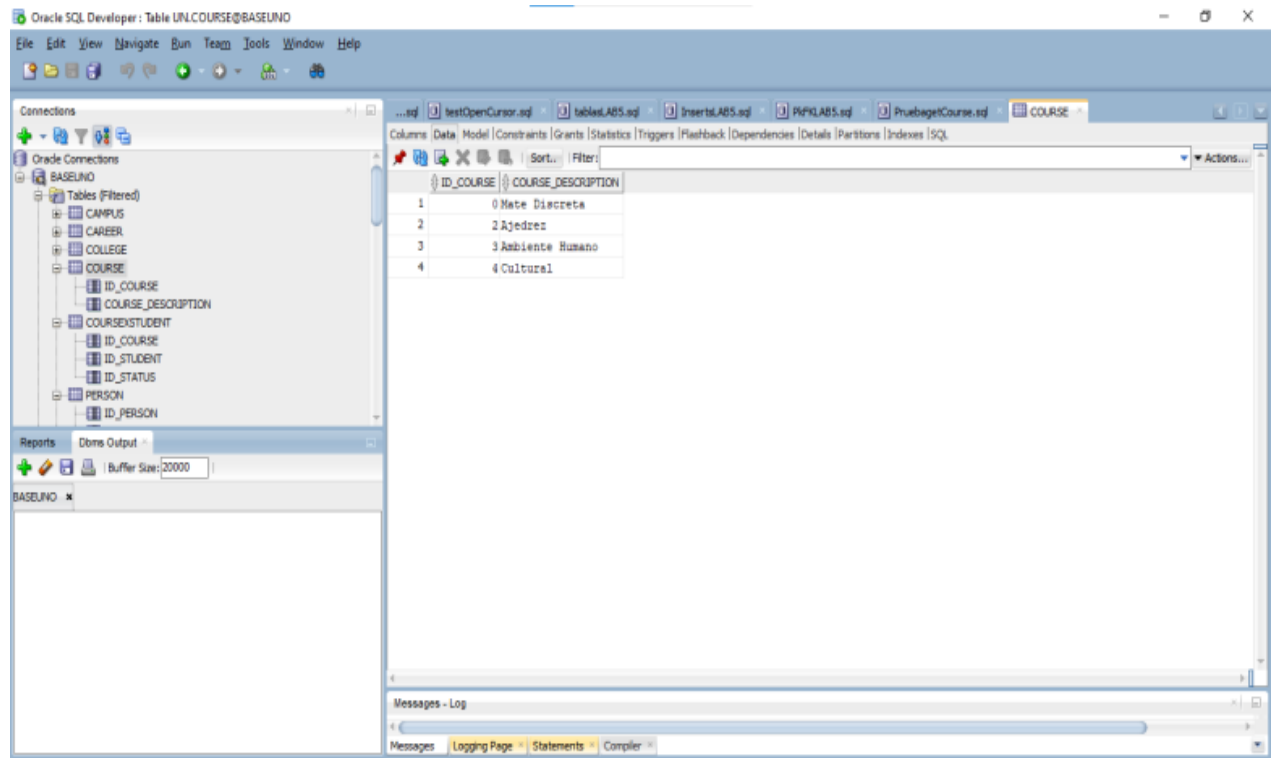 Oracle SQL Developer : Table UN.COURSE@BASEUNO
File Edit View Navigate Run Team Tools Window Help
Connections
Oracle Connections
BASEUNO
Tables (Filtered)
CAMPUS
CAREER
COLLEGE
COURSE
ID_COURSE
COURSE_DESCRIPTION
COURSEXSTUDENT
ID_COURSE
ID_STUDENT
ID_STATUS
PERSON
ID_PERSON
Reports Dbms Output
Buffer Size: 20000
BASEUNO
...sql testOpenCursor.sql tablesLAB5.sql InsertsLAB5.sql PkFKLAB5.sql PruebagetCourse.sql COURSE
Columns Data Model |Constraints |Grants |Statistics |Triggers |Flashback |Dependencies |Details |Partitions |Indexes |SQL
Sort.. |Filter: Actions...
ID_COURSE COURSE_DESCRIPTION
1 0 Mate Discreta
2 2 Ajedrez
3 3 Ambiente Humano
4 4 Cultural
Messages - Log
Messages Logging Page Statements Compiler